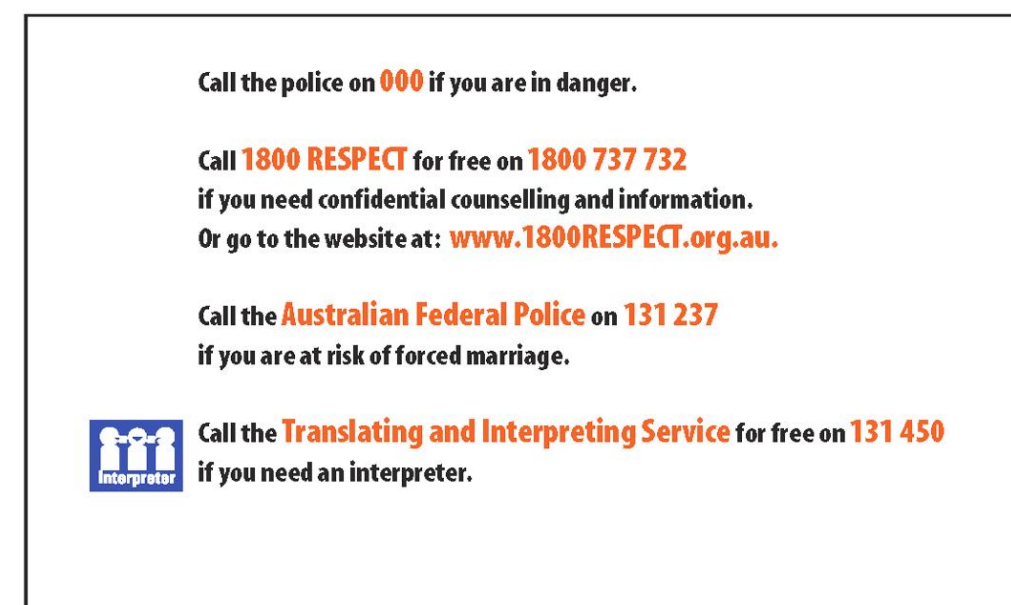 Call the police on 000 if you are in danger.
Call 1800 RESPECT for free on 1800 737 732
if you need confidential counselling and information.
Or go to the website at: www.1800RESPECT.org.au.
Call the Australian Federal Police on 131 237
if you are at risk of forced marriage.
Call the Translating and Interpreting Service for free on 131 450
if you need an interpreter.
Interpreter